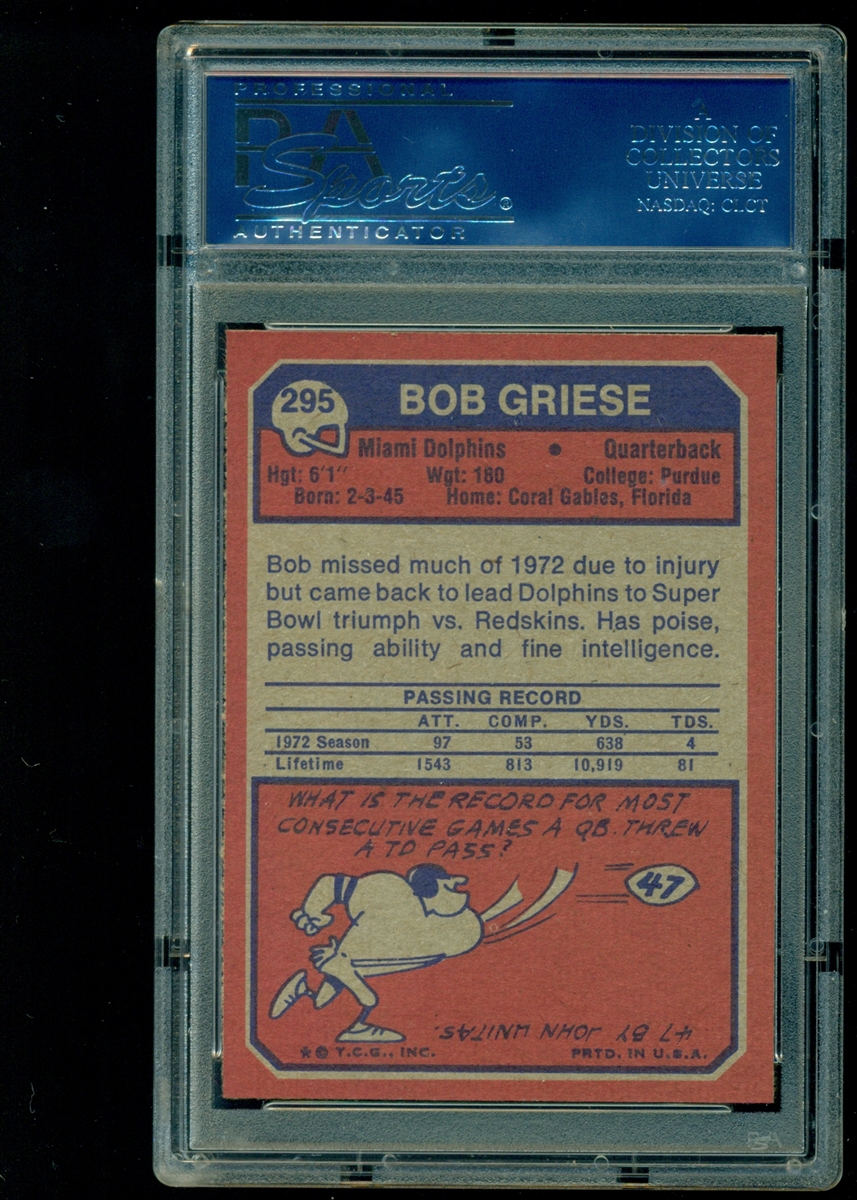 PROFESSIONAL
PSA
Sports®
AUTHENTICATOR
A
DIVISION OF
COLLECTORS
UNIVERSE
NASDAQ: CLCT
295
BOB GRIESE
Miami Dolphins • Quarterback
Hgt: 6'1" Wgt: 180 College: Purdue
Born: 2-3-45 Home: Coral Gables, Florida
Bob missed much of 1972 due to injury
but came back to lead Dolphins to Super
Bowl triumph vs. Redskins. Has poise,
passing ability and fine intelligence.
PASSING RECORD
ATT. COMP. YDS. TDS.
1972 Season 97 53 638 4
Lifetime 1543 813 10,919 81
WHAT IS THE RECORD FOR MOST
CONSECUTIVE GAMES A QB. THREW
A TD PASS?
47
47 BY JOHN UNITAS.
★ © T.C.G., INC. PRTD. IN U.S.A.
PSA